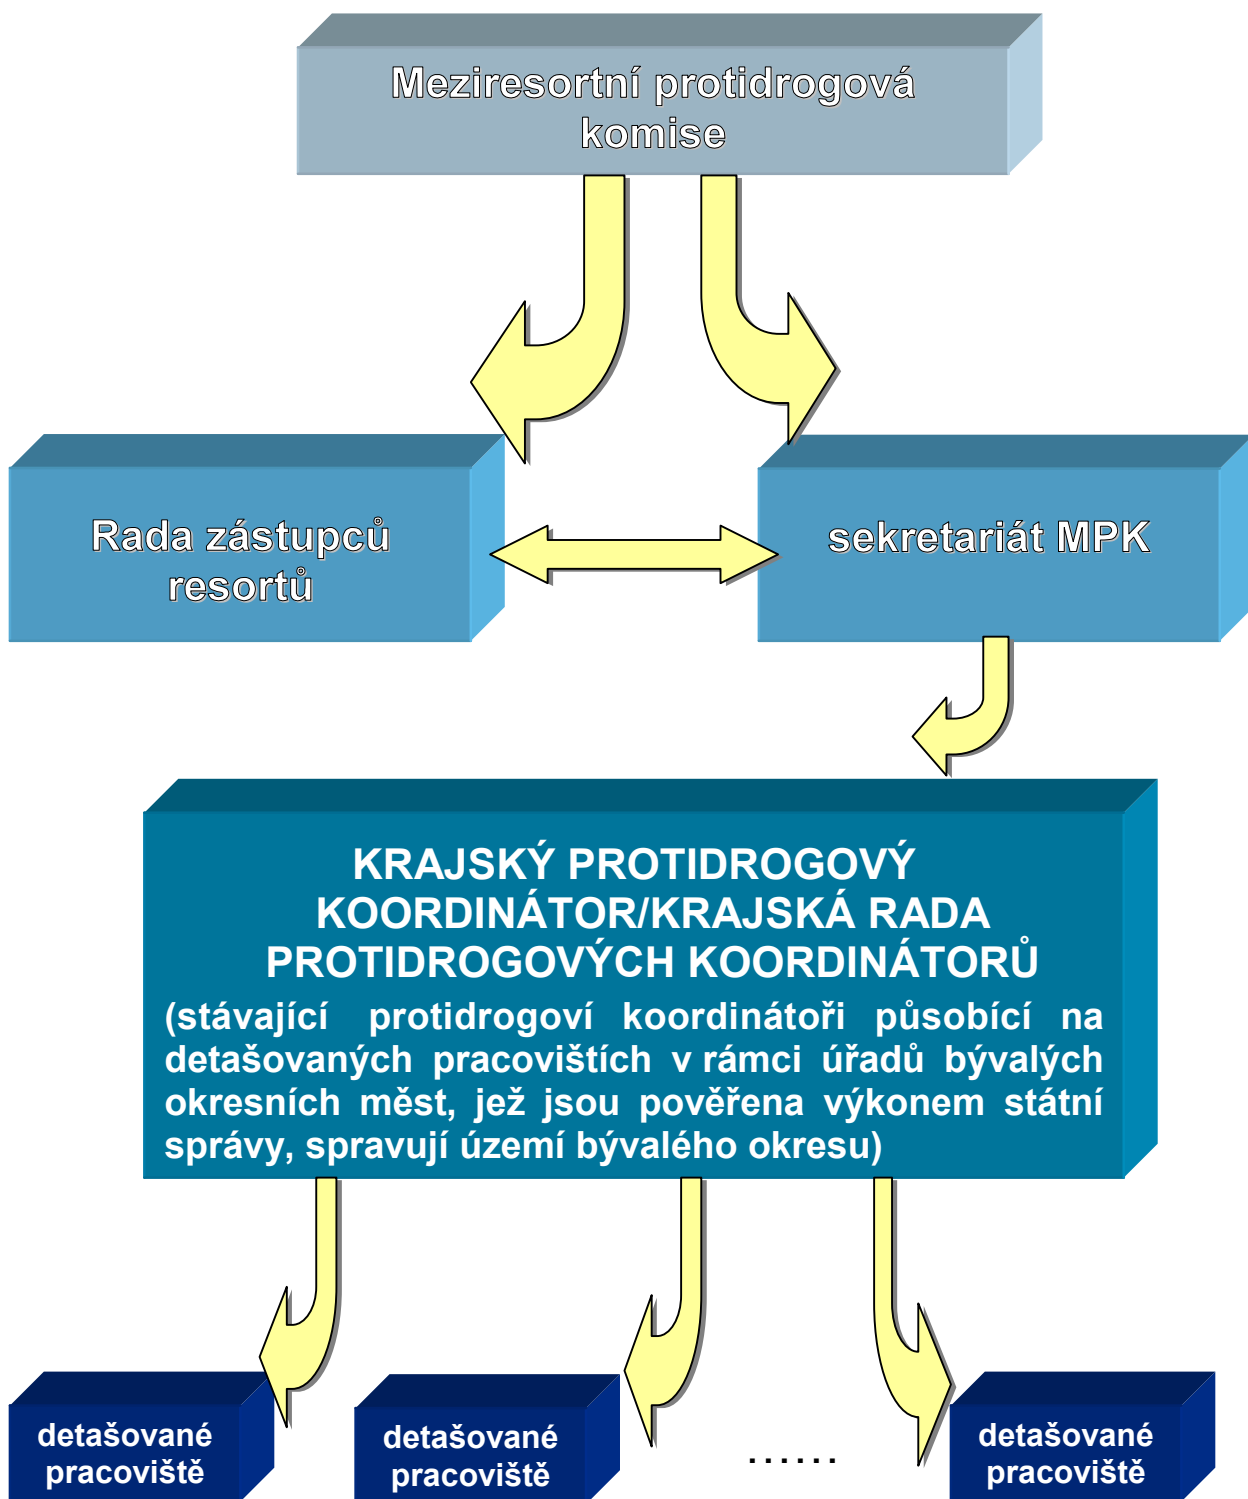 Meziresortní protidrogová
komise
Rada zástupců
resortů
sekretariát MPK
KRAJSKÝ PROTIDROGOVÝ
KOORDINÁTOR/KRAJSKÁ RADA
PROTIDROGOVÝCH KOORDINÁTORŮ
(stávající protidrogoví koordinátoři působící na
detašovaných pracovištích v rámci úřadů bývalých
okresních měst, jež jsou pověřena výkonem státní
správy, spravují území bývalého okresu)
detašované
pracoviště
detašované
pracoviště
......
detašované
pracoviště